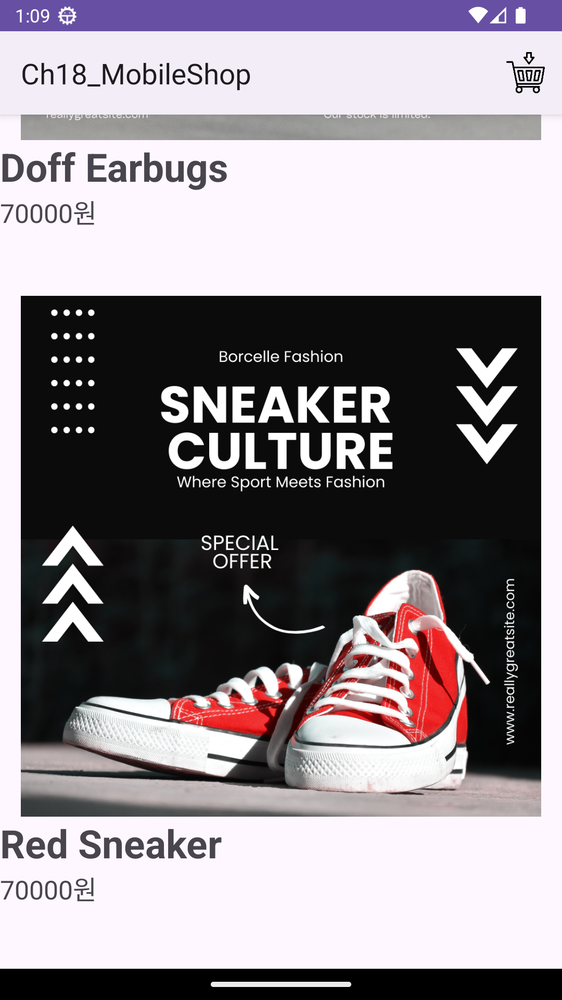 1:09
Ch18_MobileShop
reallygreatsite.com
Our stock is limited.
Doff Earbugs
70000원
Borcelle Fashion
SNEAKER
CULTURE
Where Sport Meets Fashion
SPECIAL
OFFER
www.reallygreatsite.com
Red Sneaker
70000원